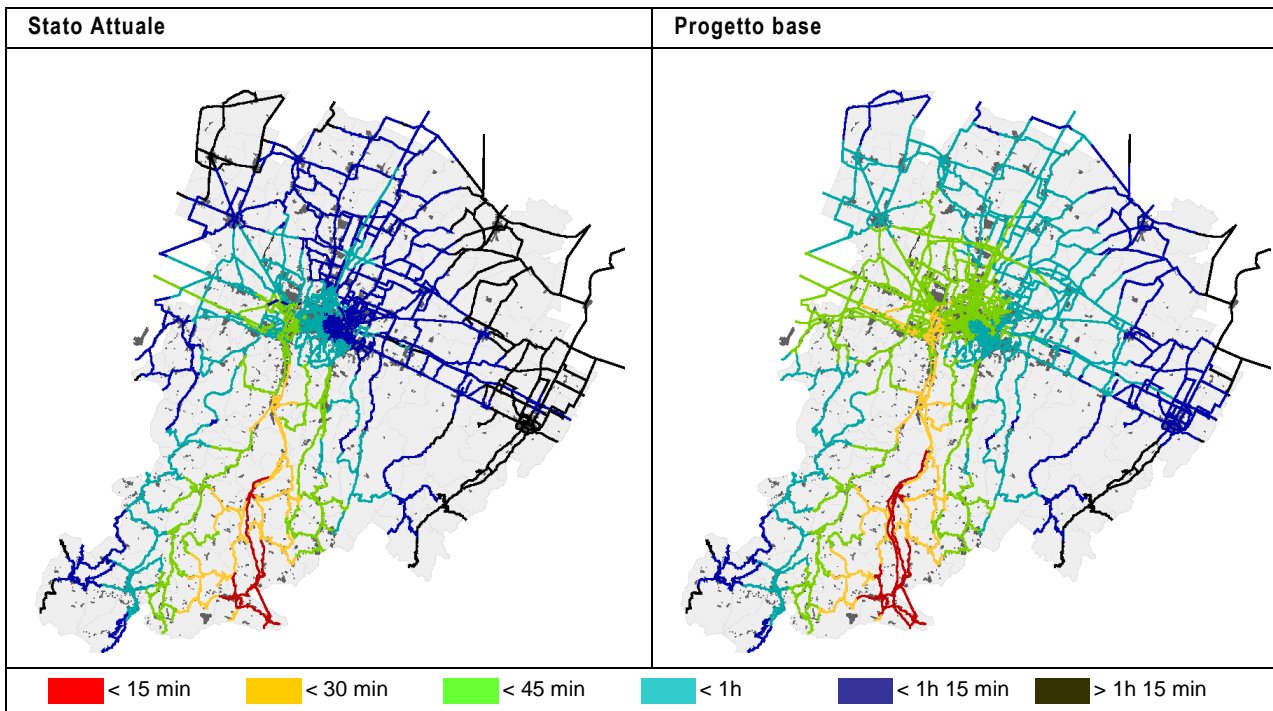 Stato Attuale
Progetto base
< 15 min
< 30 min
< 45 min
< 1h
< 1h 15 min
> 1h 15 min